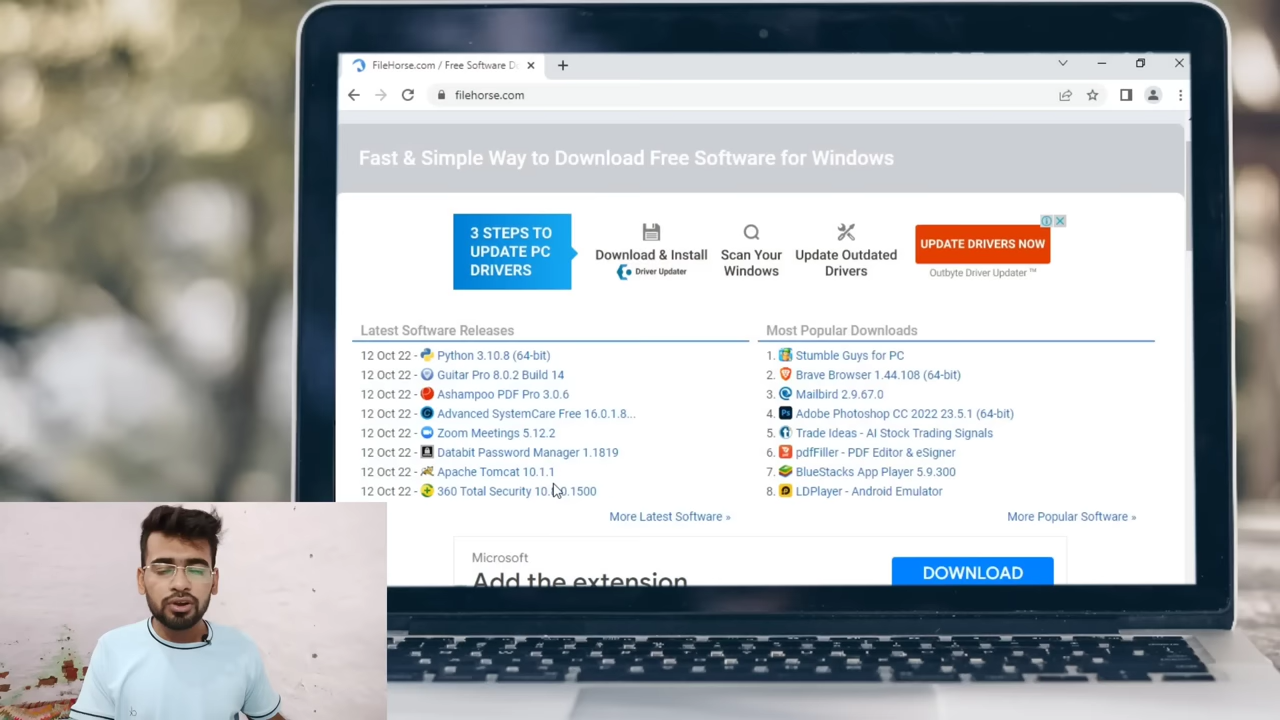 FileHorse.com / Free Software D
filehorse.com
Fast & Simple Way to Download Free Software for Windows
3 STEPS TO
UPDATE PC
DRIVERS
Download & Install
Driver Updater
Scan Your
Windows
Update Outdated
Drivers
UPDATE DRIVERS NOW
Outbyte Driver Updater ™
Latest Software Releases
12 Oct 22 - Python 3.10.8 (64-bit)
12 Oct 22 - Guitar Pro 8.0.2 Build 14
12 Oct 22 - Ashampoo PDF Pro 3.0.6
12 Oct 22 - Advanced SystemCare Free 16.0.1.8...
12 Oct 22 - Zoom Meetings 5.12.2
12 Oct 22 - Databit Password Manager 1.1819
12 Oct 22 - Apache Tomcat 10.1.1
12 Oct 22 - 360 Total Security
More Latest Software »
Most Popular Downloads
1. Stumble Guys for PC
2. Brave Browser 1.44.108 (64-bit)
3. Mailbird 2.9.67.0
4. Adobe Photoshop CC 2022 23.5.1 (64-bit)
5. Trade Ideas - AI Stock Trading Signals
6. pdfFiller - PDF Editor & eSigner
7. BlueStacks App Player 5.9.300
8. LDPlayer - Android Emulator
More Popular Software »
Microsoft
Add the extension
DOWNLOAD